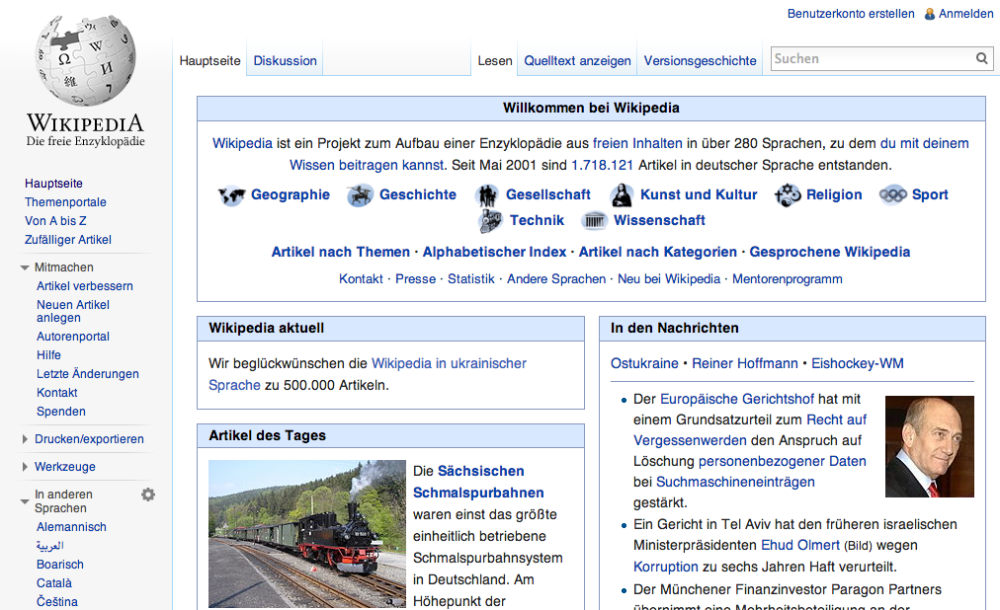 Benutzerkonto erstellen Anmelden
Hauptseite Diskussion Lesen Quelltext anzeigen Versionsgeschichte Suchen
WIKIPEDIA
Die freie Enzyklopädie
Hauptseite
Themenportale
Von A bis Z
Zufälliger Artikel
Mitmachen
Artikel verbessern
Neuen Artikel
anlegen
Autorenportal
Hilfe
Letzte Änderungen
Kontakt
Spenden
Drucken/exportieren
Werkzeuge
In anderen
Sprachen
Alemannisch
العربية
Boarisch
Català
Čeština
Willkommen bei Wikipedia
Wikipedia ist ein Projekt zum Aufbau einer Enzyklopädie aus freien Inhalten in über 280 Sprachen, zu dem du mit deinem
Wissen beitragen kannst. Seit Mai 2001 sind 1.718.121 Artikel in deutscher Sprache entstanden.
Geographie Geschichte Gesellschaft Kunst und Kultur Religion Sport
Technik Wissenschaft
Artikel nach Themen · Alphabetischer Index · Artikel nach Kategorien · Gesprochene Wikipedia
Kontakt · Presse · Statistik · Andere Sprachen · Neu bei Wikipedia · Mentorenprogramm
Wikipedia aktuell
Wir beglückwünschen die Wikipedia in ukrainischer
Sprache zu 500.000 Artikeln.
Artikel des Tages
Die Sächsischen
Schmalspurbahnen
waren einst das größte
einheitlich betriebene
Schmalspurbahnsystem
in Deutschland. Am
Höhepunkt der
In den Nachrichten
Ostukraine • Reiner Hoffmann • Eishockey-WM
• Der Europäische Gerichtshof hat mit
einem Grundsatzurteil zum Recht auf
Vergessenwerden den Anspruch auf
Löschung personenbezogener Daten
bei Suchmaschineneinträgen
gestärkt.
• Ein Gericht in Tel Aviv hat den früheren israelischen
Ministerpräsidenten Ehud Olmert (Bild) wegen
Korruption zu sechs Jahren Haft verurteilt.
• Der Münchener Finanzinvestor Paragon Partners
übernimmt eine Mehrheitsbeteiligung an der